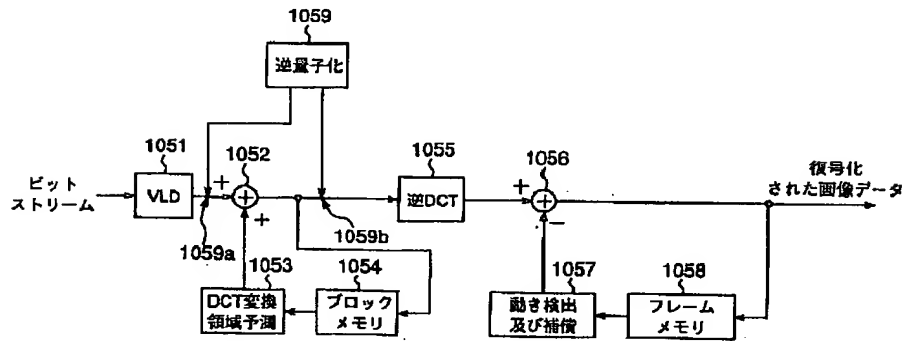 1059
逆量子化
1051
1052
1055
1056
復号化
された画像データ
ビット
ストリーム
VLD
+
+
逆DCT
+
−
1059a
1059b
1053
1054
1057
1058
DCT変換
領域予測
ブロック
メモリ
動き検出
及び補償
フレーム
メモリ